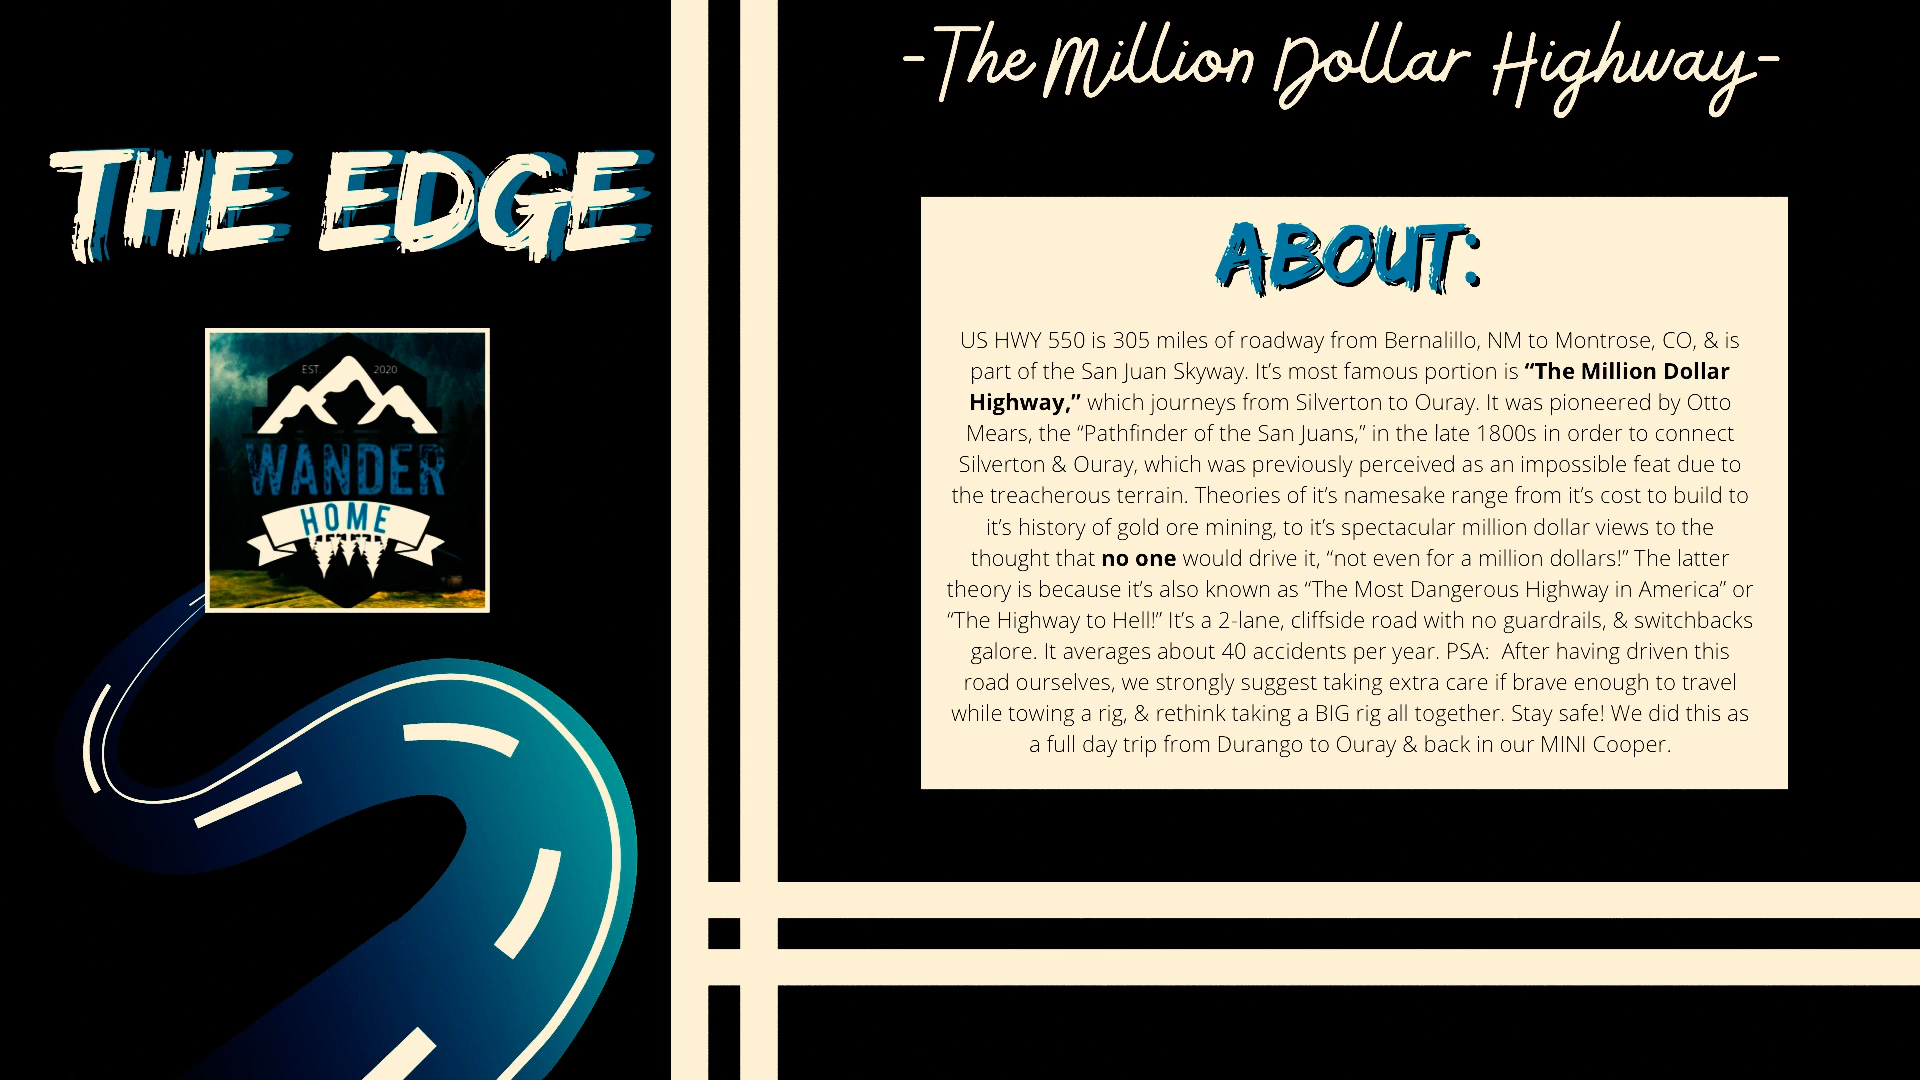 -The Million Dollar Highway-
THE EDGE
EST. 2020
WANDER
HOME
ABOUT:
US HWY 550 is 305 miles of roadway from Bernalillo, NM to Montrose, CO, & is
part of the San Juan Skyway. It’s most famous portion is “The Million Dollar
Highway,” which journeys from Silverton to Ouray. It was pioneered by Otto
Mears, the “Pathfinder of the San Juans,” in the late 1800s in order to connect
Silverton & Ouray, which was previously perceived as an impossible feat due to
the treacherous terrain. Theories of it’s namesake range from it’s cost to build to
it’s history of gold ore mining, to it’s spectacular million dollar views to the
thought that no one would drive it, “not even for a million dollars!” The latter
theory is because it’s also known as “The Most Dangerous Highway in America” or
“The Highway to Hell!” It’s a 2-lane, cliffside road with no guardrails, & switchbacks
galore. It averages about 40 accidents per year. PSA:  After having driven this
road ourselves, we strongly suggest taking extra care if brave enough to travel
while towing a rig, & rethink taking a BIG rig all together. Stay safe! We did this as
a full day trip from Durango to Ouray & back in our MINI Cooper.